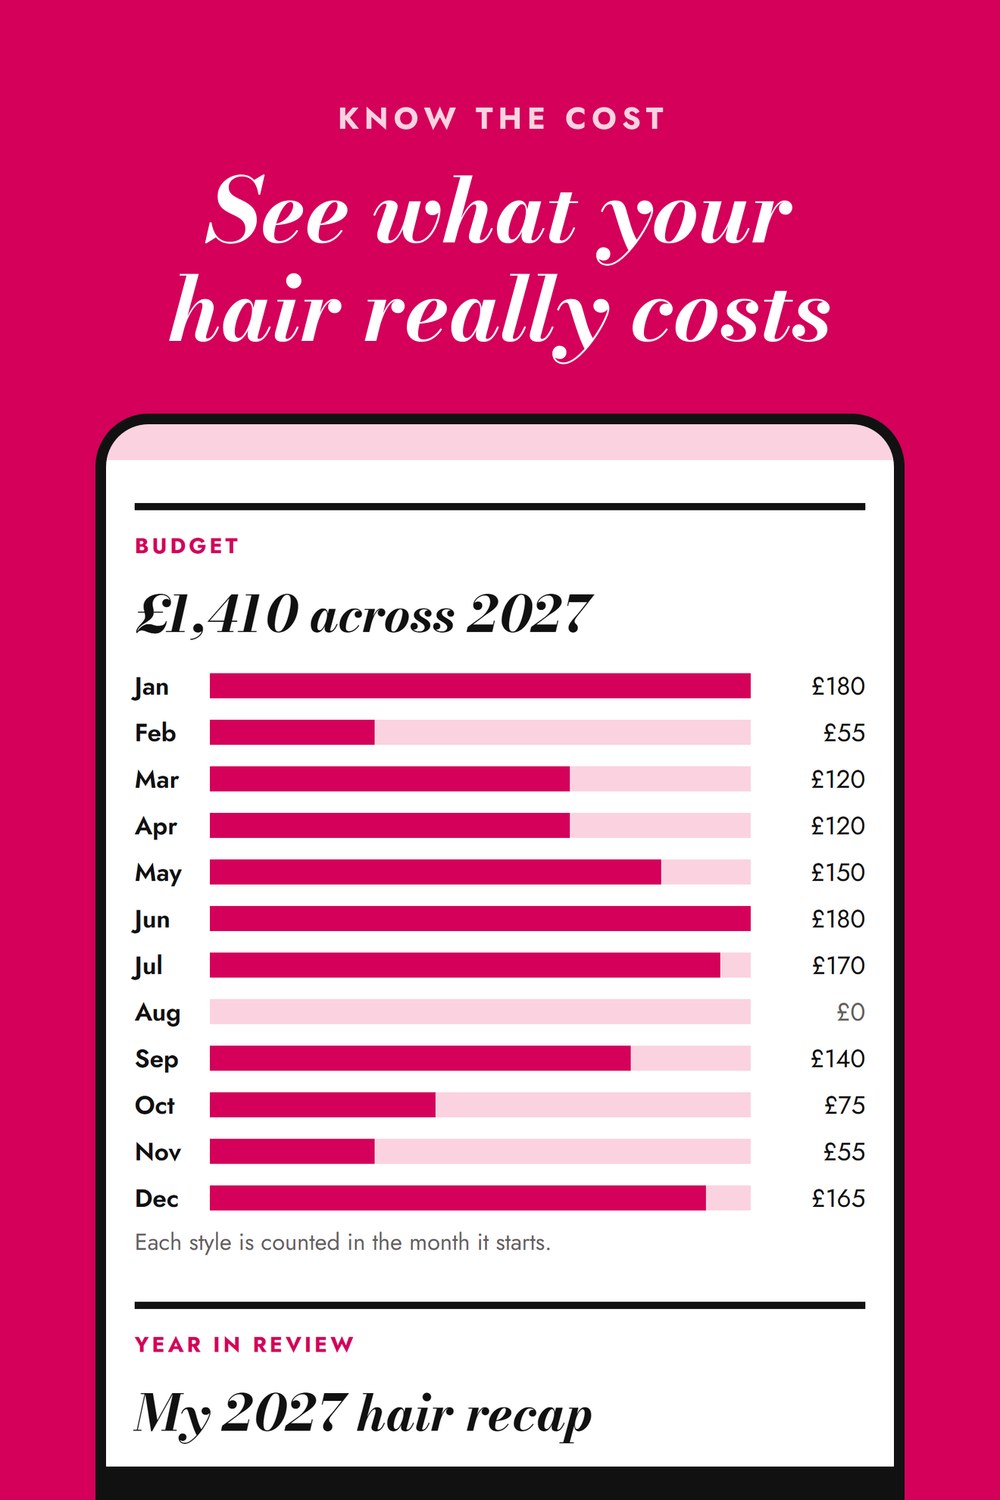 KNOW THE COST
See what your
hair really costs
BUDGET
£1,410 across 2027
Jan £180
Feb £55
Mar £120
Apr £120
May £150
Jun £180
Jul £170
Aug £0
Sep £140
Oct £75
Nov £55
Dec £165
Each style is counted in the month it starts.
YEAR IN REVIEW
My 2027 hair recap